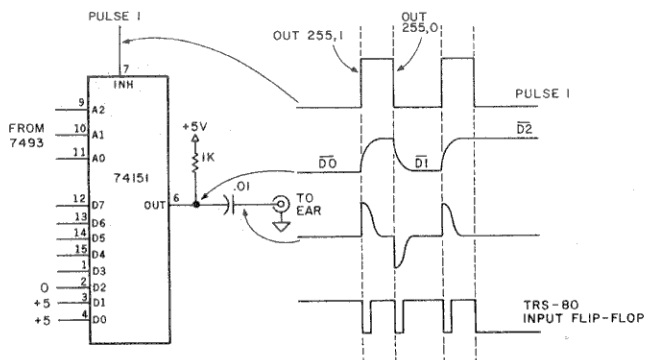 PULSE 1
7
INH
9
A2
FROM
7493
10
A1
11
A0
74151
12
D7
13
D6
14
D5
15
D4
1
D3
0
2
D2
+5
3
D1
+5
4
D0
OUT
6
+5V
1K
.01
TO
EAR
OUT 255,1
OUT
255,0
PULSE 1
D0
D1
D2
TRS-80
INPUT FLIP-FLOP